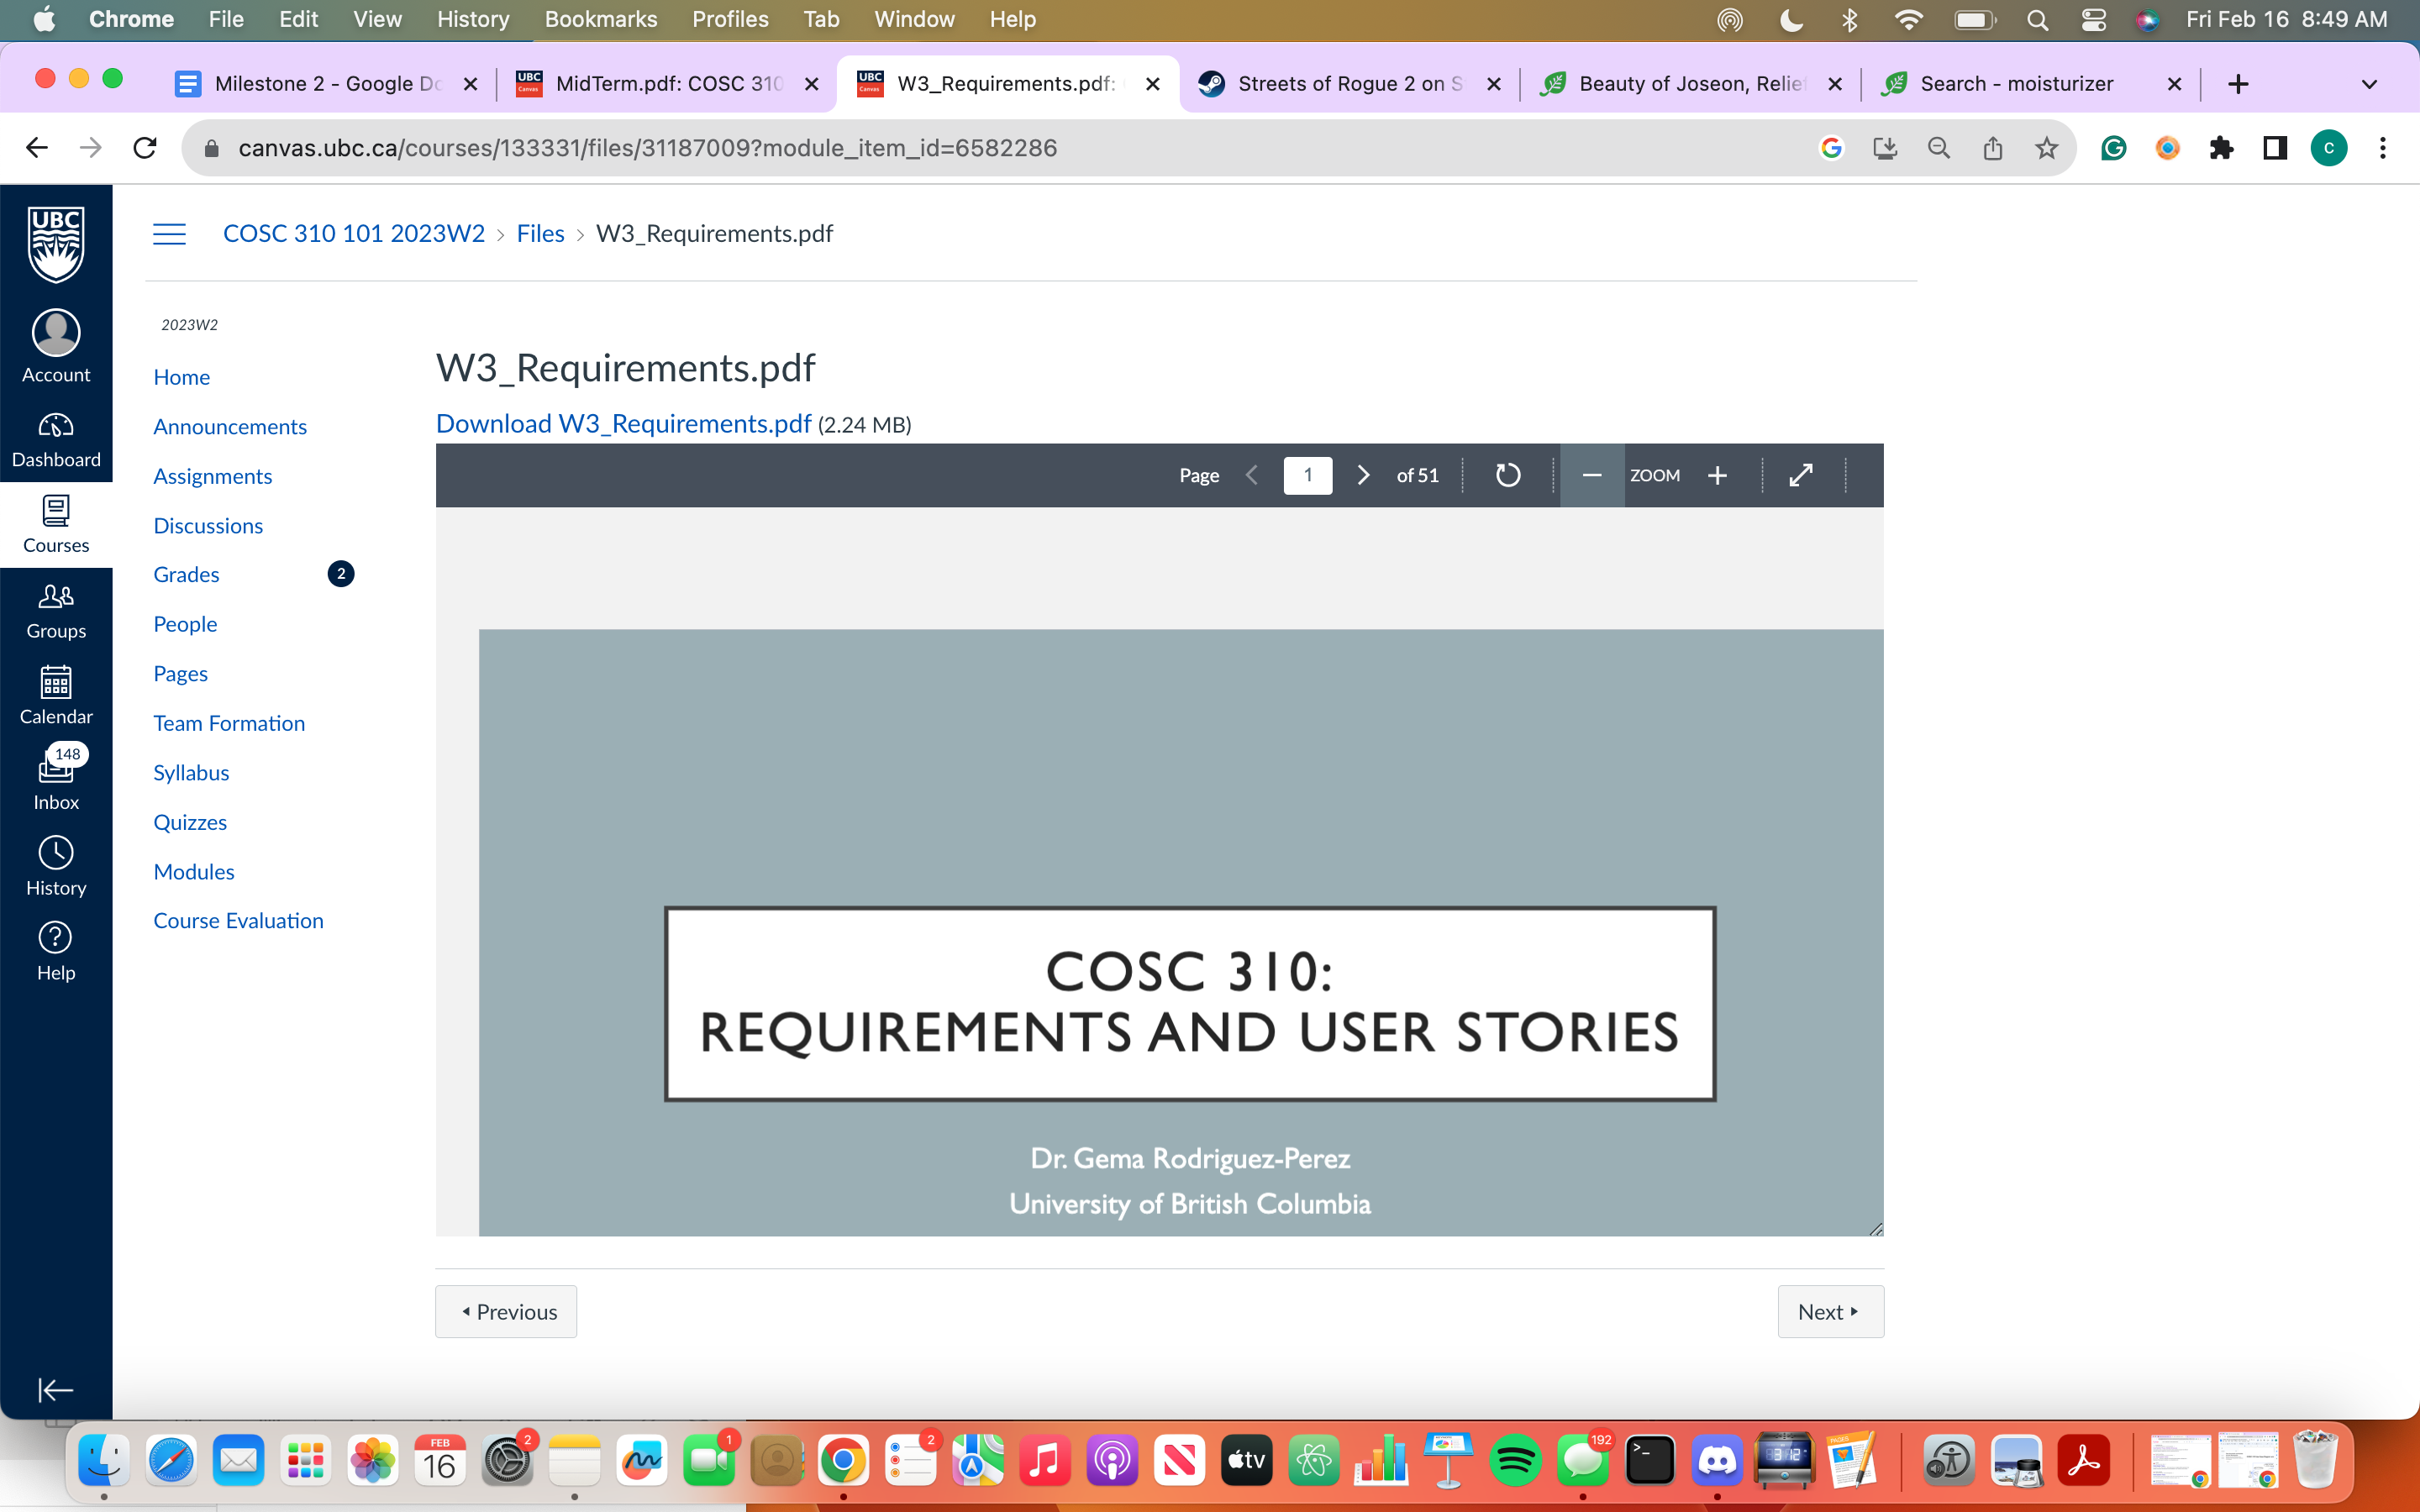 Chrome File Edit View History Bookmarks Profiles Tab Window Help Fri Feb 16 8:49 AM
Milestone 2 - Google Do MidTerm.pdf: COSC 310 W3_Requirements.pdf: Streets of Rogue 2 on S Beauty of Joseon, Relief Search - moisturizer
canvas.ubc.ca/courses/133331/files/31187009?module_item_id=6582286
UBC
Account
Dashboard
Courses
Groups
Calendar
148
Inbox
History
Help
COSC 310 101 2023W2 > Files > W3_Requirements.pdf
2023W2
Home
Announcements
Assignments
Discussions
Grades 2
People
Pages
Team Formation
Syllabus
Quizzes
Modules
Course Evaluation
W3_Requirements.pdf
Download W3_Requirements.pdf (2.24 MB)
Page 1 of 51 ZOOM
COSC 310:
REQUIREMENTS AND USER STORIES
Dr. Gema Rodriguez-Perez
University of British Columbia
Previous Next
FEB
16
2
1
2
tv
192
PAGES